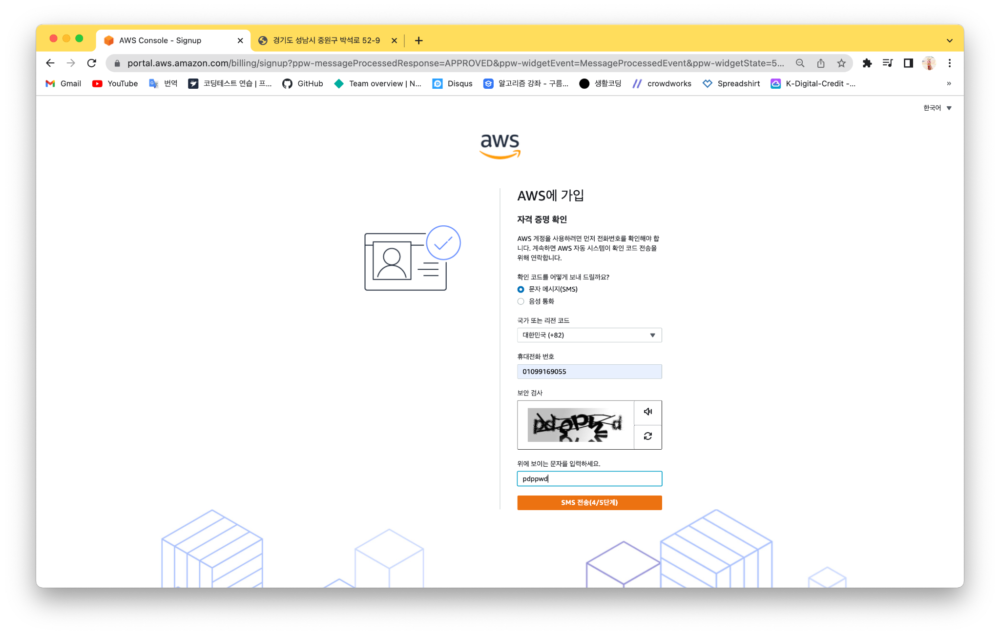 AWS Console - Signup
경기도 성남시 중원구 박석로 52-9
portal.aws.amazon.com/billing/signup?ppw-messageProcessedResponse=APPROVED&ppw-widgetEvent=MessageProcessedEvent&ppw-widgetState=5...
Gmail YouTube 번역 코딩테스트 연습 | 프... GitHub Team overview | N... Disqus 알고리즘 강좌 - 구름... 생활코딩 crowdworks Spreadshirt K-Digital-Credit -... »
한국어
aws
AWS에 가입
자격 증명 확인
AWS 계정을 사용하려면 먼저 전화번호를 확인해야 합
니다. 계속하면 AWS 자동 시스템이 확인 코드 전송을
위해 연락합니다.
확인 코드를 어떻게 보내 드릴까요?
문자 메시지(SMS)
음성 통화
국가 또는 리전 코드
대한민국 (+82)
휴대전화 번호
01099169055
보안 검사
위에 보이는 문자를 입력하세요.
pdppwd
SMS 전송(4/5단계)